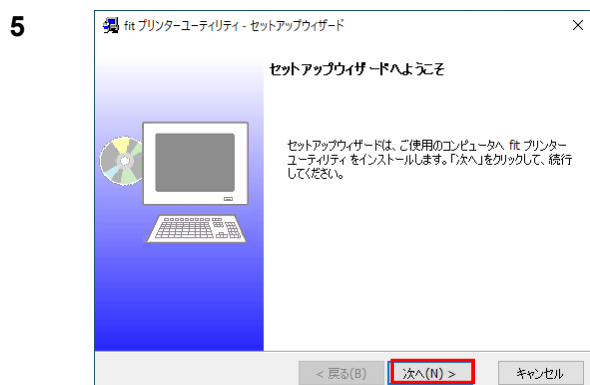 5
fit プリンターユーティリティ - セットアップウィザード
セットアップウィザードへようこそ
セットアップウィザードは、ご使用のコンピュータへ fit プリンター
ユーティリティ をインストールします。「次へ」をクリックして、続行
してください。
< 戻る(B) 次へ(N) > キャンセル